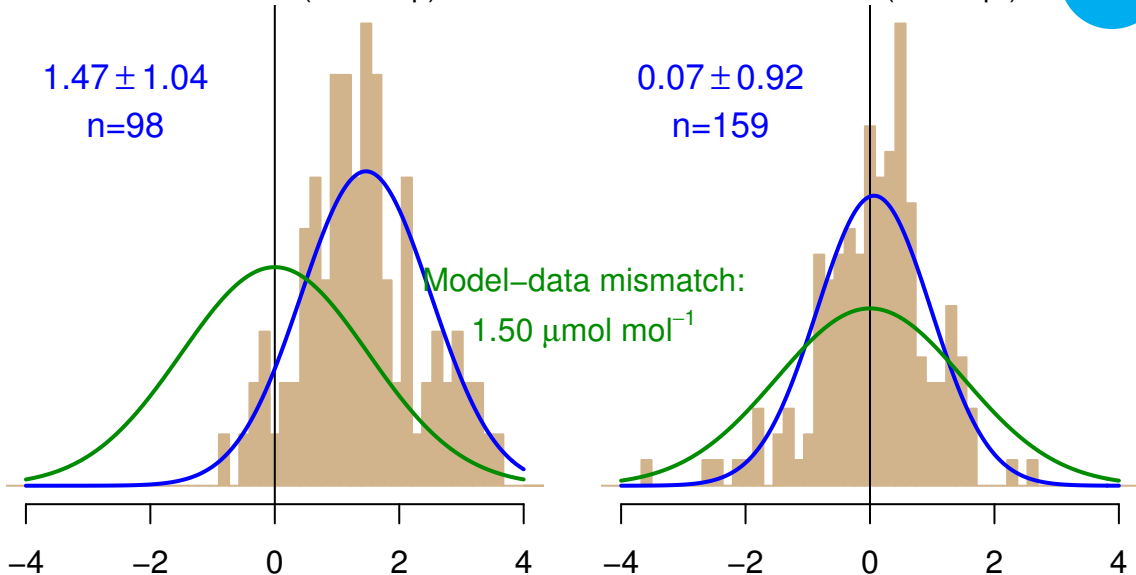 1.47 ± 1.04
n=98
0.07 ± 0.92
n=159
Model−data mismatch:
1.50 μmol mol⁻¹
−4 −2 0 2 4
−4 −2 0 2 4